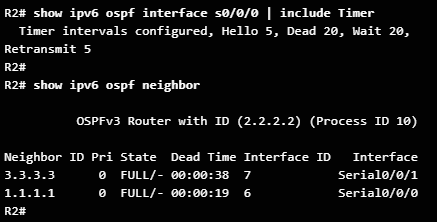 R2# show ipv6 ospf interface s0/0/0 | include Timer
Timer intervals configured, Hello 5, Dead 20, Wait 20,
Retransmit 5
R2#
R2# show ipv6 ospf neighbor
OSPFv3 Router with ID (2.2.2.2) (Process ID 10)
Neighbor ID Pri State Dead Time Interface ID Interface
3.3.3.3 0 FULL/- 00:00:38 7 Serial0/0/1
1.1.1.1 0 FULL/- 00:00:19 6 Serial0/0/0
R2#